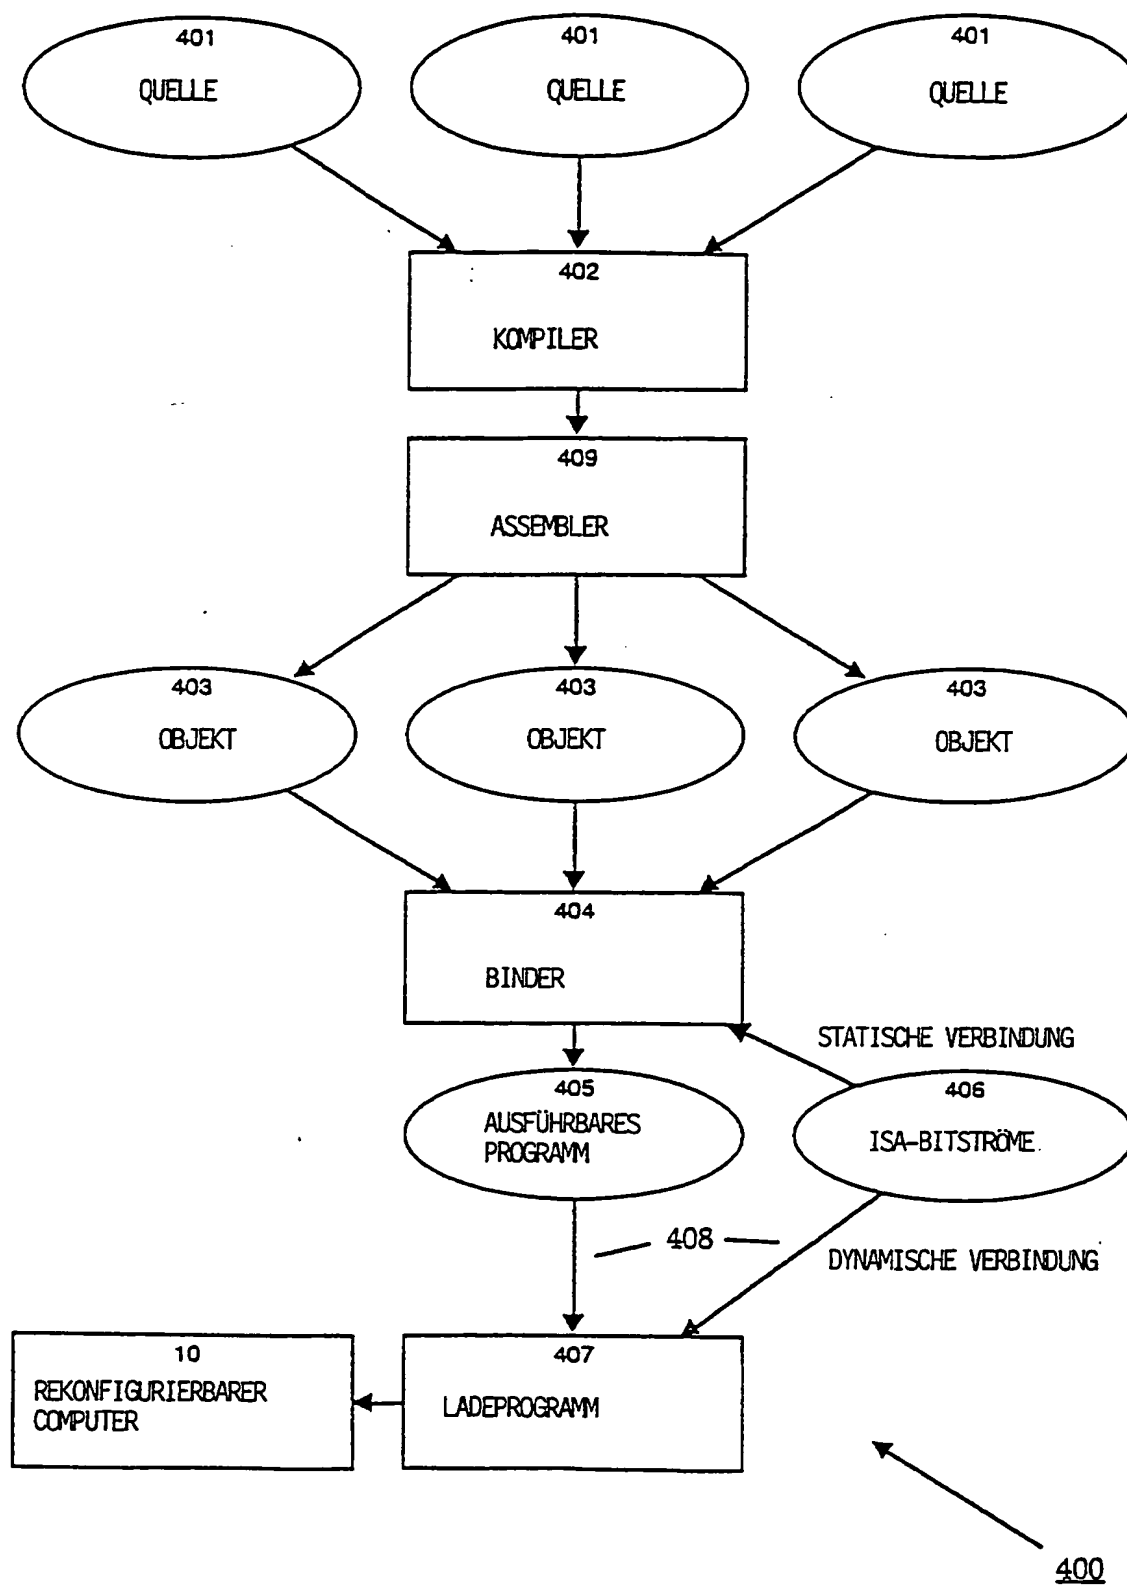 401
QUELLE
401
QUELLE
401
QUELLE
402
KOMPILER
409
ASSEMBLER
403
OBJEKT
403
OBJEKT
403
OBJEKT
404
BINDER
STATISCHE VERBINDUNG
405
AUSFÜHRBARES
PROGRAMM
406
ISA-BITSTRÖME
408
DYNAMISCHE VERBINDUNG
10
REKONFIGURIERBARER
COMPUTER
407
LADEPROGRAMM
400